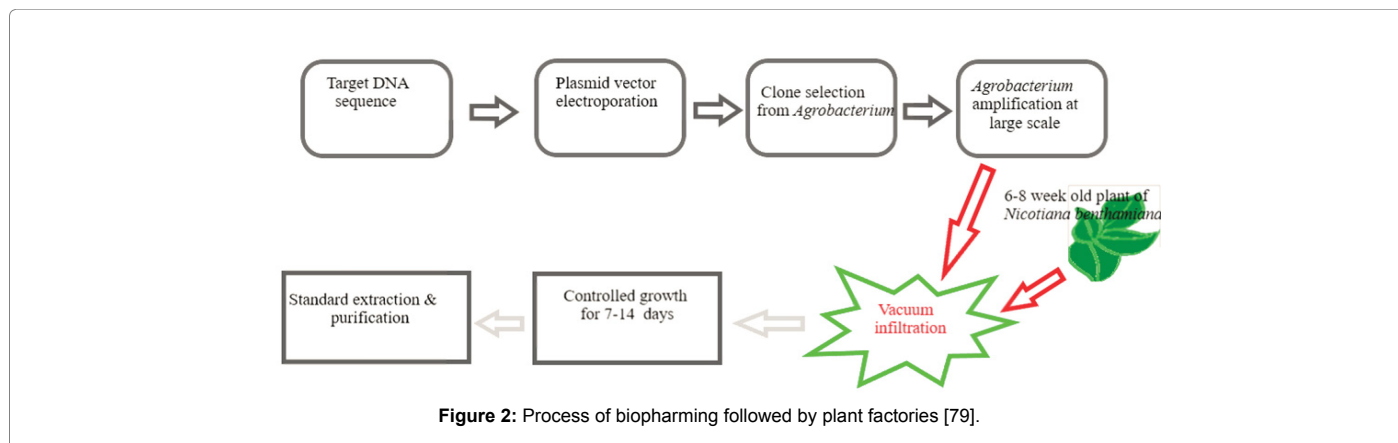 Target DNA
sequence
Plasmid vector
electroporation
Clone selection
from Agrobacterium
Agrobacterium
amplification at
large scale
6-8 week old plant of
Nicotiana benthamiana
Vacuum
infiltration
Controlled growth
for 7-14 days
Standard extraction &
purification
Figure 2: Process of biopharming followed by plant factories [79].